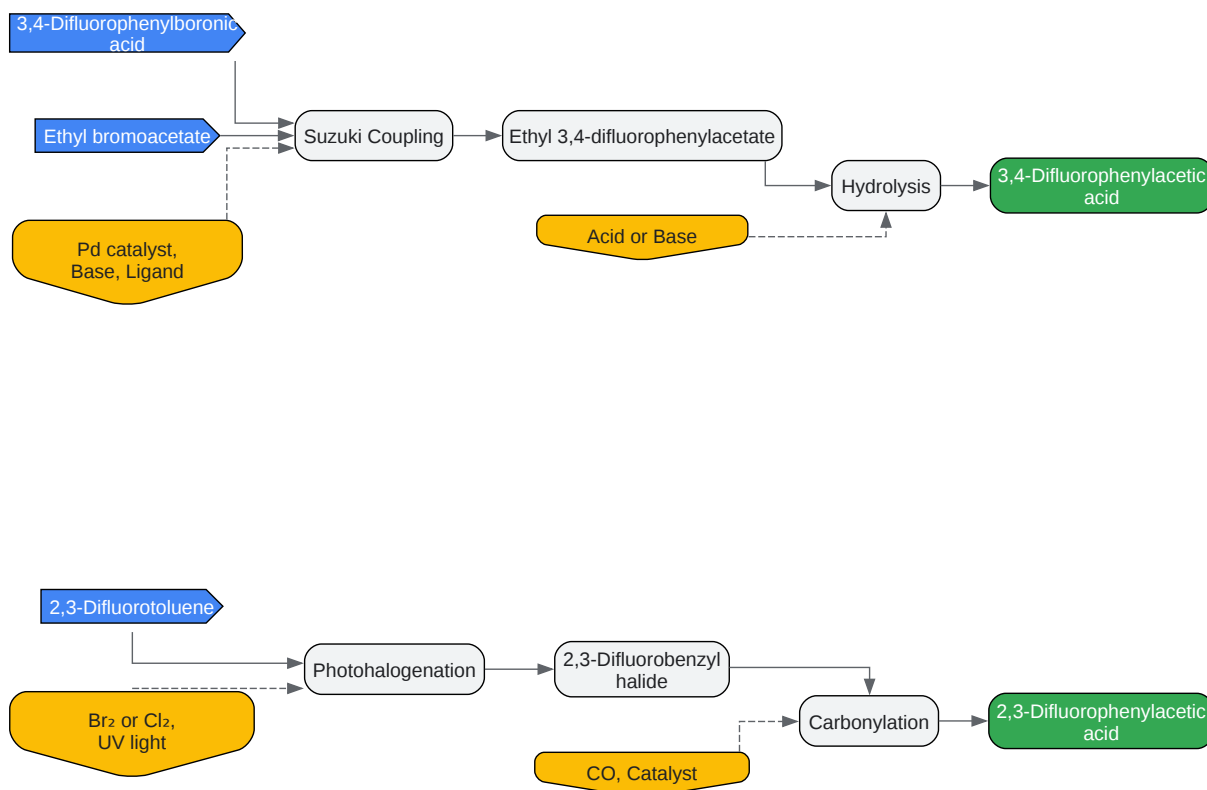 3,4-Difluorophenylboronic
acid
Ethyl bromoacetate
Suzuki Coupling
Ethyl 3,4-difluorophenylacetate
Hydrolysis
3,4-Difluorophenylacetic
acid
Pd catalyst,
Base, Ligand
Acid or Base
2,3-Difluorotoluene
Photohalogenation
2,3-Difluorobenzyl
halide
Carbonylation
2,3-Difluorophenylacetic
acid
Br₂ or Cl₂,
UV light
CO, Catalyst